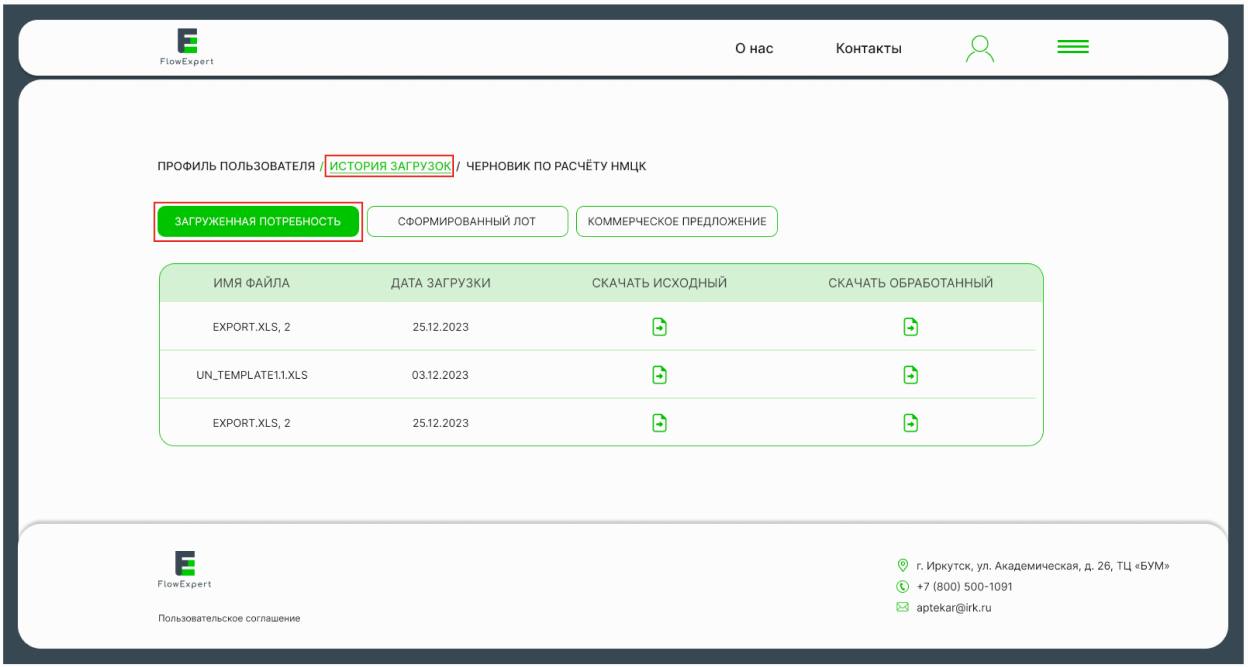 FlowExpert
О нас Контакты
ПРОФИЛЬ ПОЛЬЗОВАТЕЛЯ / ИСТОРИЯ ЗАГРУЗОК / ЧЕРНОВИК ПО РАСЧЁТУ НМЦК
ЗАГРУЖЕННАЯ ПОТРЕБНОСТЬ СФОРМИРОВАННЫЙ ЛОТ КОММЕРЧЕСКОЕ ПРЕДЛОЖЕНИЕ
ИМЯ ФАЙЛА ДАТА ЗАГРУЗКИ СКАЧАТЬ ИСХОДНЫЙ СКАЧАТЬ ОБРАБОТАННЫЙ
EXPORT.XLS, 2 25.12.2023
UN_TEMPLATE1.1.XLS 03.12.2023
EXPORT.XLS, 2 25.12.2023
FlowExpert
Пользовательское соглашение
г. Иркутск, ул. Академическая, д. 26, ТЦ «БУМ»
+7 (800) 500-1091
aptekar@irk.ru